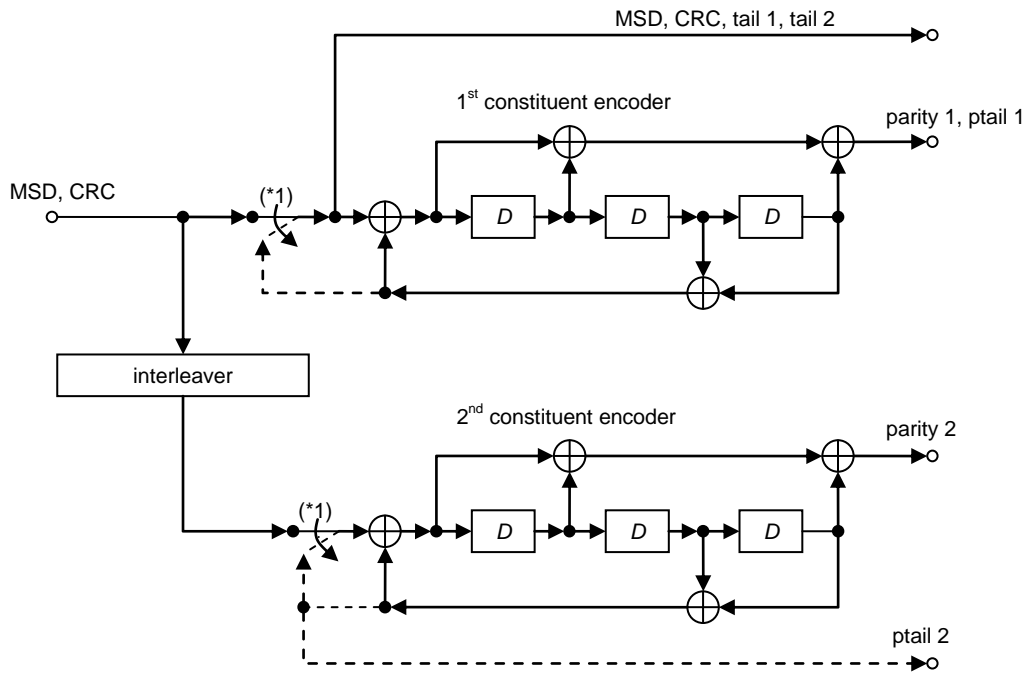 MSD, CRC, tail 1, tail 2
1st constituent encoder
parity 1, ptail 1
MSD, CRC
(*1)
D
D
D
interleaver
2nd constituent encoder
parity 2
(*1)
D
D
D
ptail 2